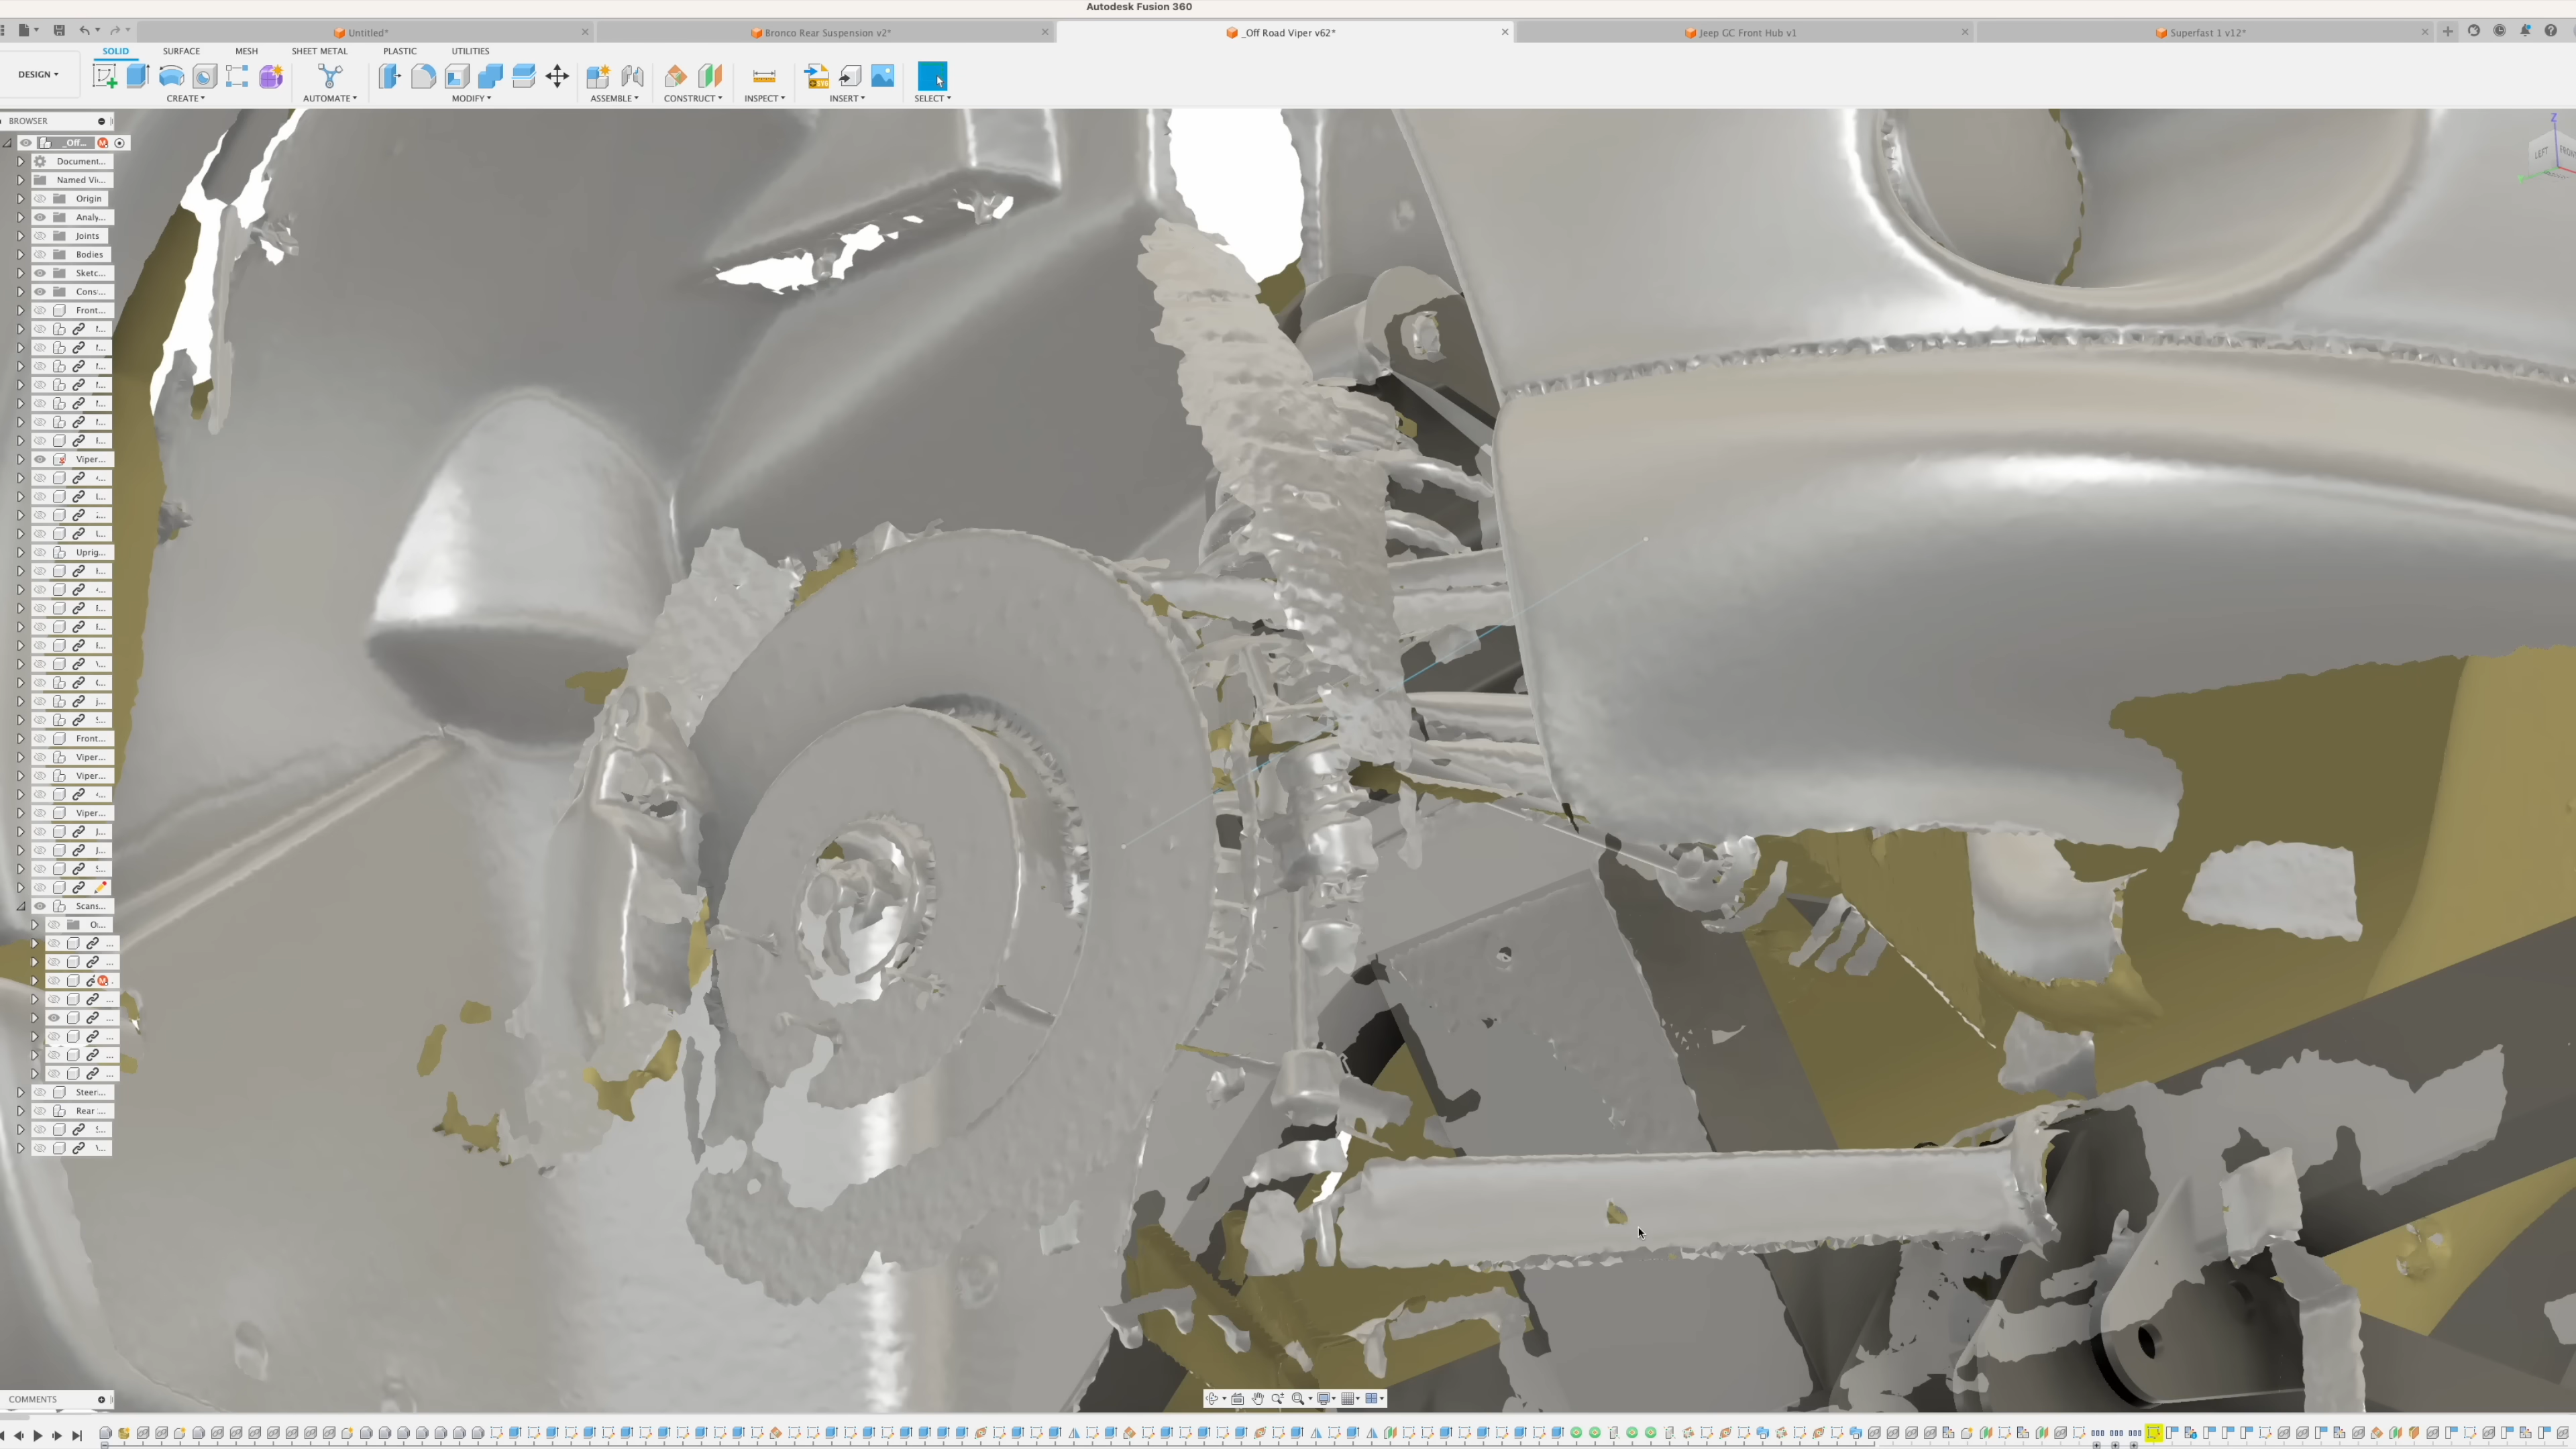 Autodesk Fusion 360
Untitled*
Bronco Rear Suspension v2*
_Off Road Viper v62*
Jeep GC Front Hub v1
Superfast 1 v12*
SOLID
SURFACE
MESH
SHEET METAL
PLASTIC
UTILITIES
DESIGN
CREATE
AUTOMATE
MODIFY
ASSEMBLE
CONSTRUCT
INSPECT
INSERT
SELECT
BROWSER
_Off...
Document...
Named Vi...
Origin
Analy...
Joints
Bodies
Sketc...
Cons...
Front...
Viper...
Uprig...
Front...
Viper...
Viper...
Viper...
Scans...
O...
Steer...
Rear ...
COMMENTS
Z
LEFT